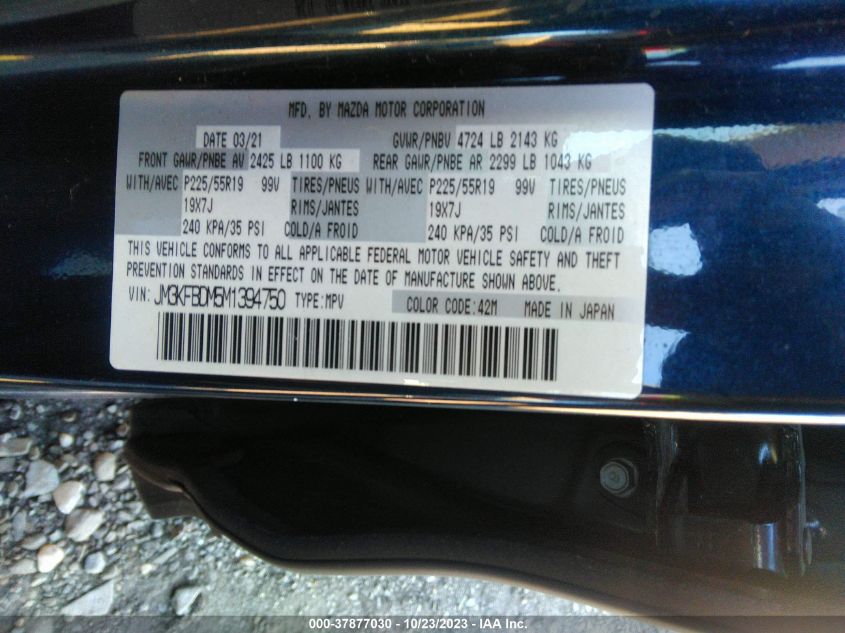 MFD. BY MAZDA MOTOR CORPORATION
DATE 03/21 GVWR/PNBV 4724 LB 2143 KG
FRONT GAWR/PNBE AV 2425 LB 1100 KG REAR GAWR/PNBE AR 2299 LB 1043 KG
WITH/AVEC P225/55R19 99V TIRES/PNEUS WITH/AVEC P225/55R19 99V TIRES/PNEUS
19X7J RIMS/JANTES 19X7J RIMS/JANTES
240 KPA/35 PSI COLD/A FROID 240 KPA/35 PSI COLD/A FROID
THIS VEHICLE CONFORMS TO ALL APPLICABLE FEDERAL MOTOR VEHICLE SAFETY AND THEFT
PREVENTION STANDARDS IN EFFECT ON THE DATE OF MANUFACTURE SHOWN ABOVE.
VIN: JM3KFBDM5M1394750 TYPE:MPV COLOR CODE:42M MADE IN JAPAN
000-37877030 - 10/23/2023 - IAA Inc.